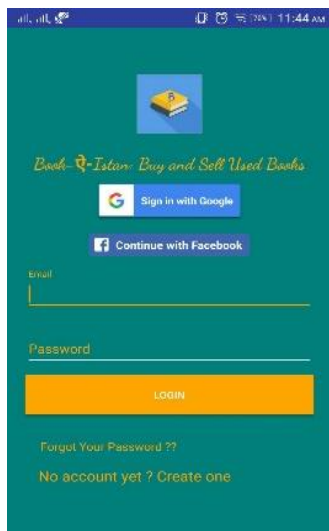 [70%] 11:44 AM
Book-ऐ-Istan- Buy and Sell Used Books
G Sign in with Google
f Continue with Facebook
Email
Password
LOGIN
Forgot Your Password ??
No account yet ? Create one